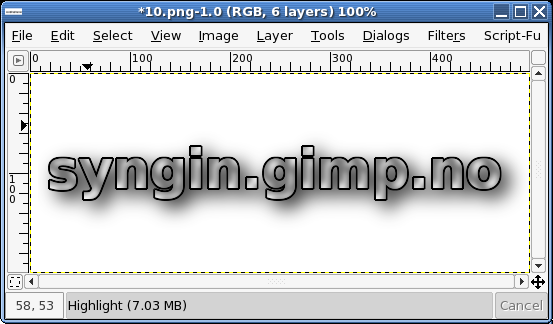 *10.png-1.0 (RGB, 6 layers) 100%
File Edit Select View Image Layer Tools Dialogs Filters Script-Fu
0 100 200 300 400
0
100
syngin.gimp.no
58, 53 Highlight (7.03 MB) Cancel